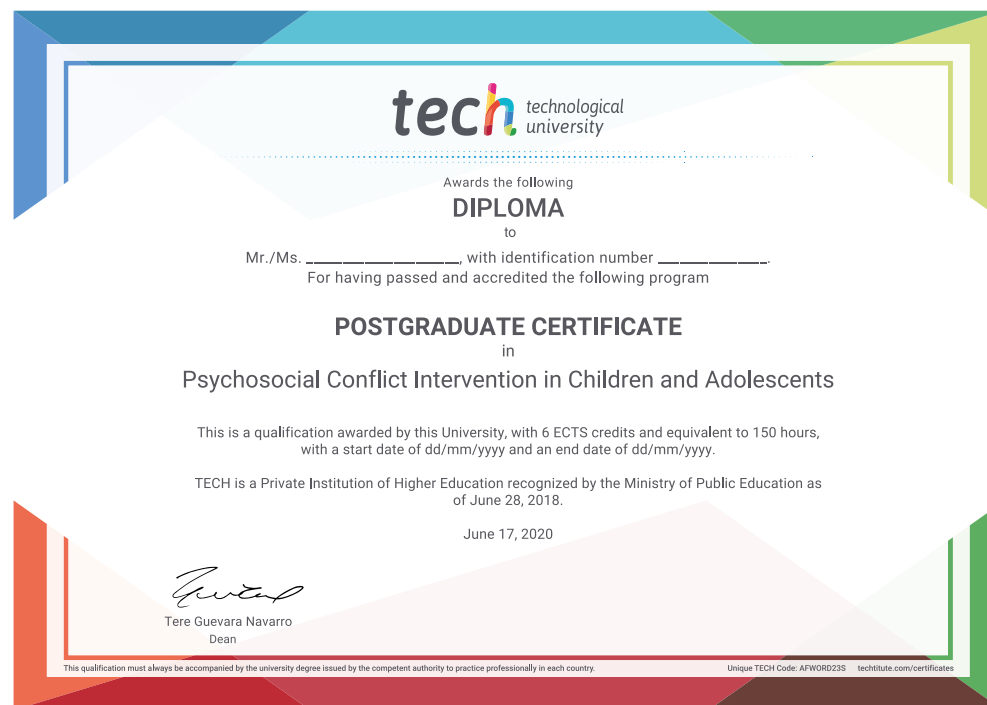 tech technological
university
Awards the following
DIPLOMA
to
Mr./Ms. ____________________, with identification number ______________.
For having passed and accredited the following program
POSTGRADUATE CERTIFICATE
in
Psychosocial Conflict Intervention in Children and Adolescents
This is a qualification awarded by this University, with 6 ECTS credits and equivalent to 150 hours,
with a start date of dd/mm/yyyy and an end date of dd/mm/yyyy.
TECH is a Private Institution of Higher Education recognized by the Ministry of Public Education as
of June 28, 2018.
June 17, 2020
Tere Guevara Navarro
Dean
This qualification must always be accompanied by the university degree issued by the competent authority to practice professionally in each country.
Unique TECH Code: AFWORD23S techtitute.com/certificates